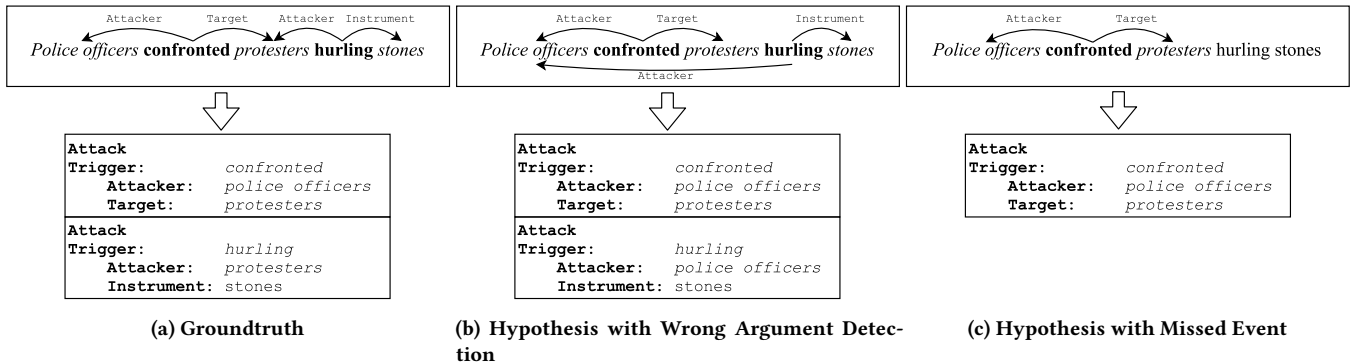 Attacker Target Attacker Instrument
Police officers confronted protesters hurling stones
Attack
Trigger: confronted
Attacker: police officers
Target: protesters
Attack
Trigger: hurling
Attacker: protesters
Instrument: stones
(a) Groundtruth
Attacker Target Instrument
Police officers confronted protesters hurling stones
Attacker
Attack
Trigger: confronted
Attacker: police officers
Target: protesters
Attack
Trigger: hurling
Attacker: police officers
Instrument: stones
(b) Hypothesis with Wrong Argument Detec-
tion
Attacker Target
Police officers confronted protesters hurling stones
Attack
Trigger: confronted
Attacker: police officers
Target: protesters
(c) Hypothesis with Missed Event